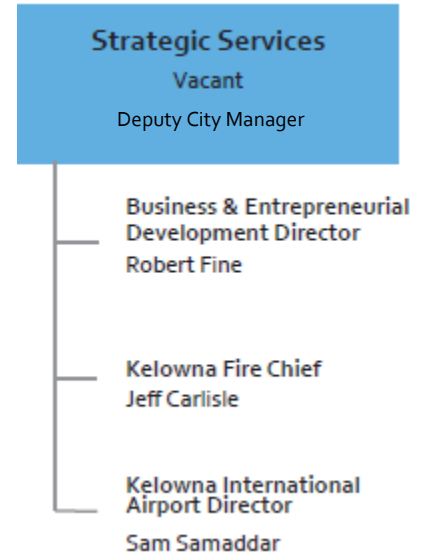 Strategic Services
Vacant
Deputy City Manager
Business & Entrepreneurial
Development Director
Robert Fine
Kelowna Fire Chief
Jeff Carlisle
Kelowna International
Airport Director
Sam Samaddar